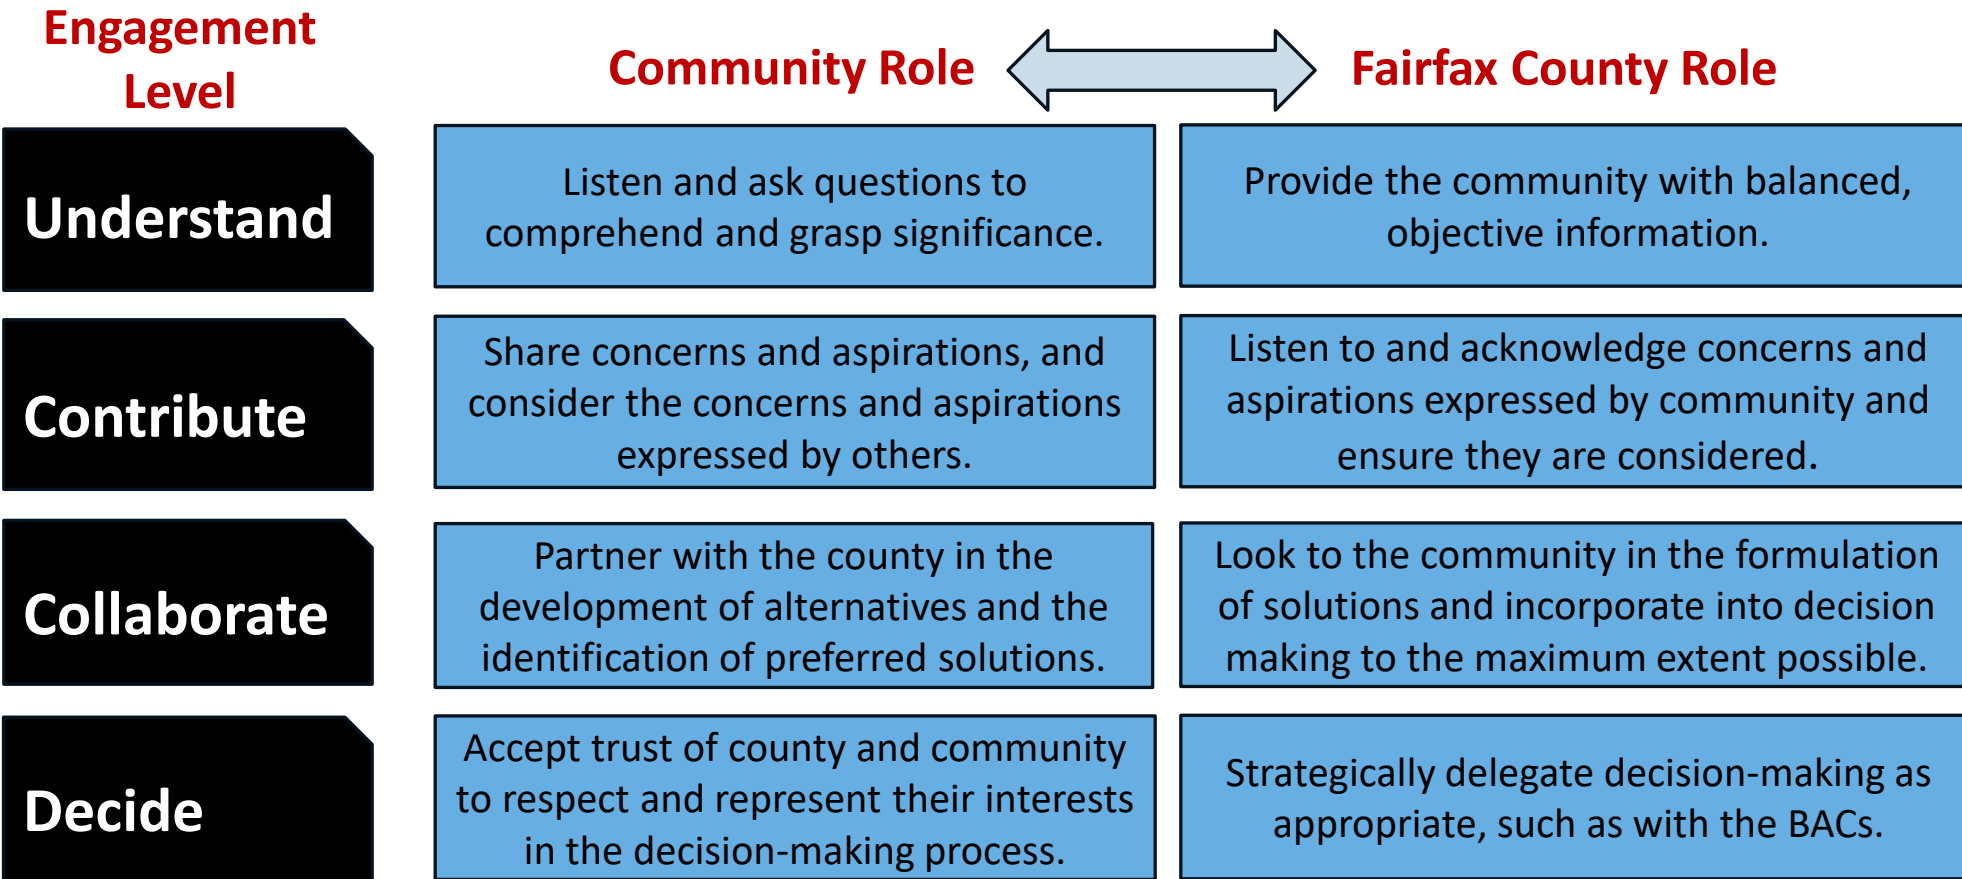 Engagement
Level
Community Role
Fairfax County Role
Understand
Listen and ask questions to
comprehend and grasp significance.
Provide the community with balanced,
objective information.
Contribute
Share concerns and aspirations, and
consider the concerns and aspirations
expressed by others.
Listen to and acknowledge concerns and
aspirations expressed by community and
ensure they are considered.
Collaborate
Partner with the county in the
development of alternatives and the
identification of preferred solutions.
Look to the community in the formulation
of solutions and incorporate into decision
making to the maximum extent possible.
Decide
Accept trust of county and community
to respect and represent their interests
in the decision-making process.
Strategically delegate decision-making as
appropriate, such as with the BACs.